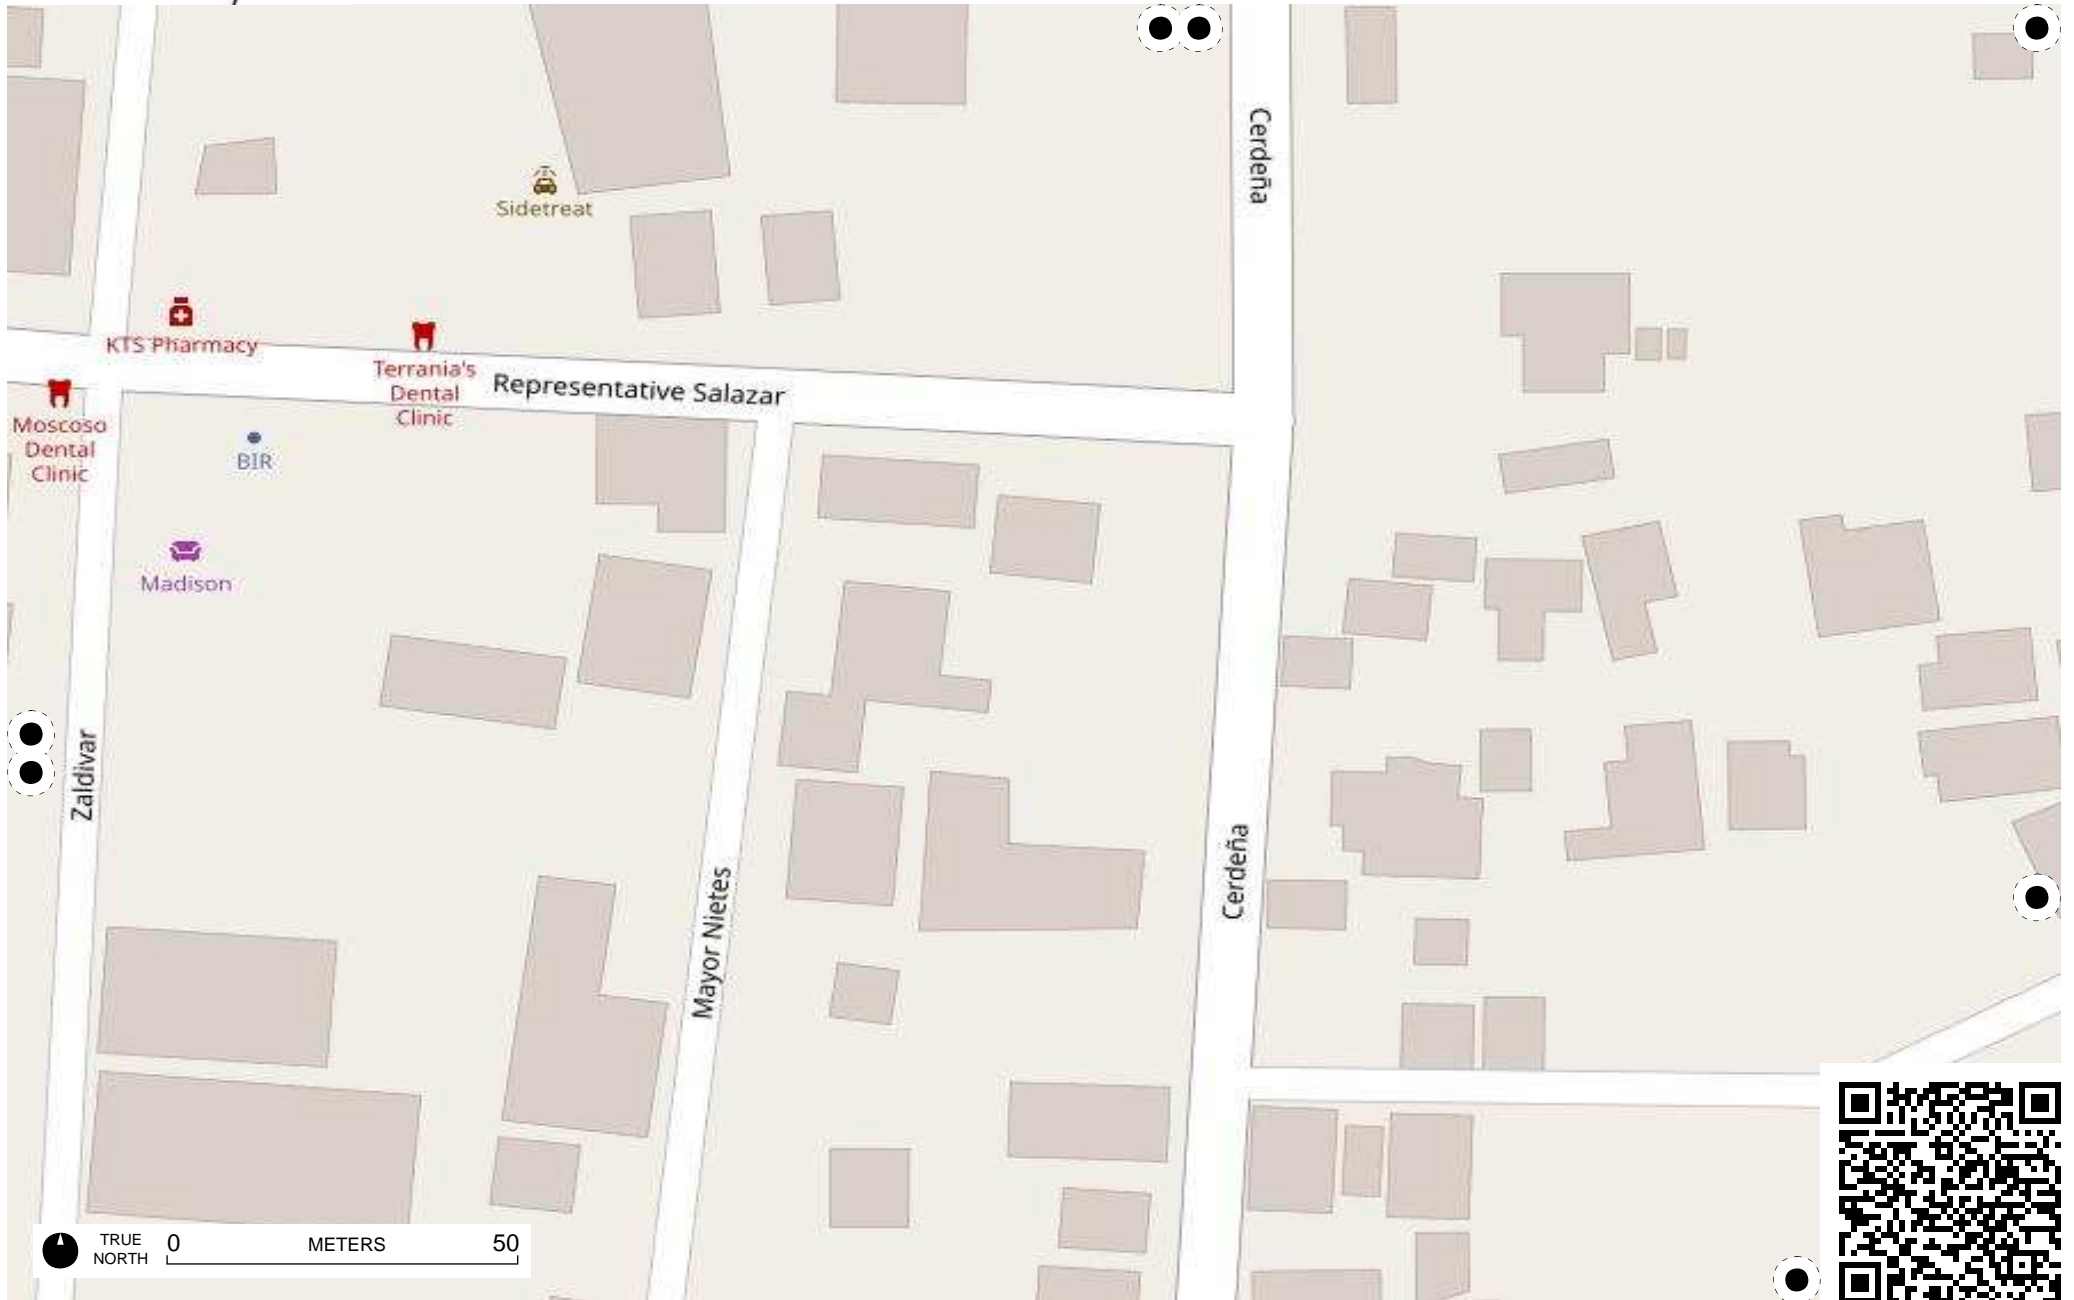 Cerdeña
Sidetreat
KTS Pharmacy
Terrania's
Dental
Clinic
Representative Salazar
Moscoso
Dental
Clinic
BIR
Madison
Zaldivar
Mayor Nietes
Cerdeña
TRUE
NORTH
0
METERS
50